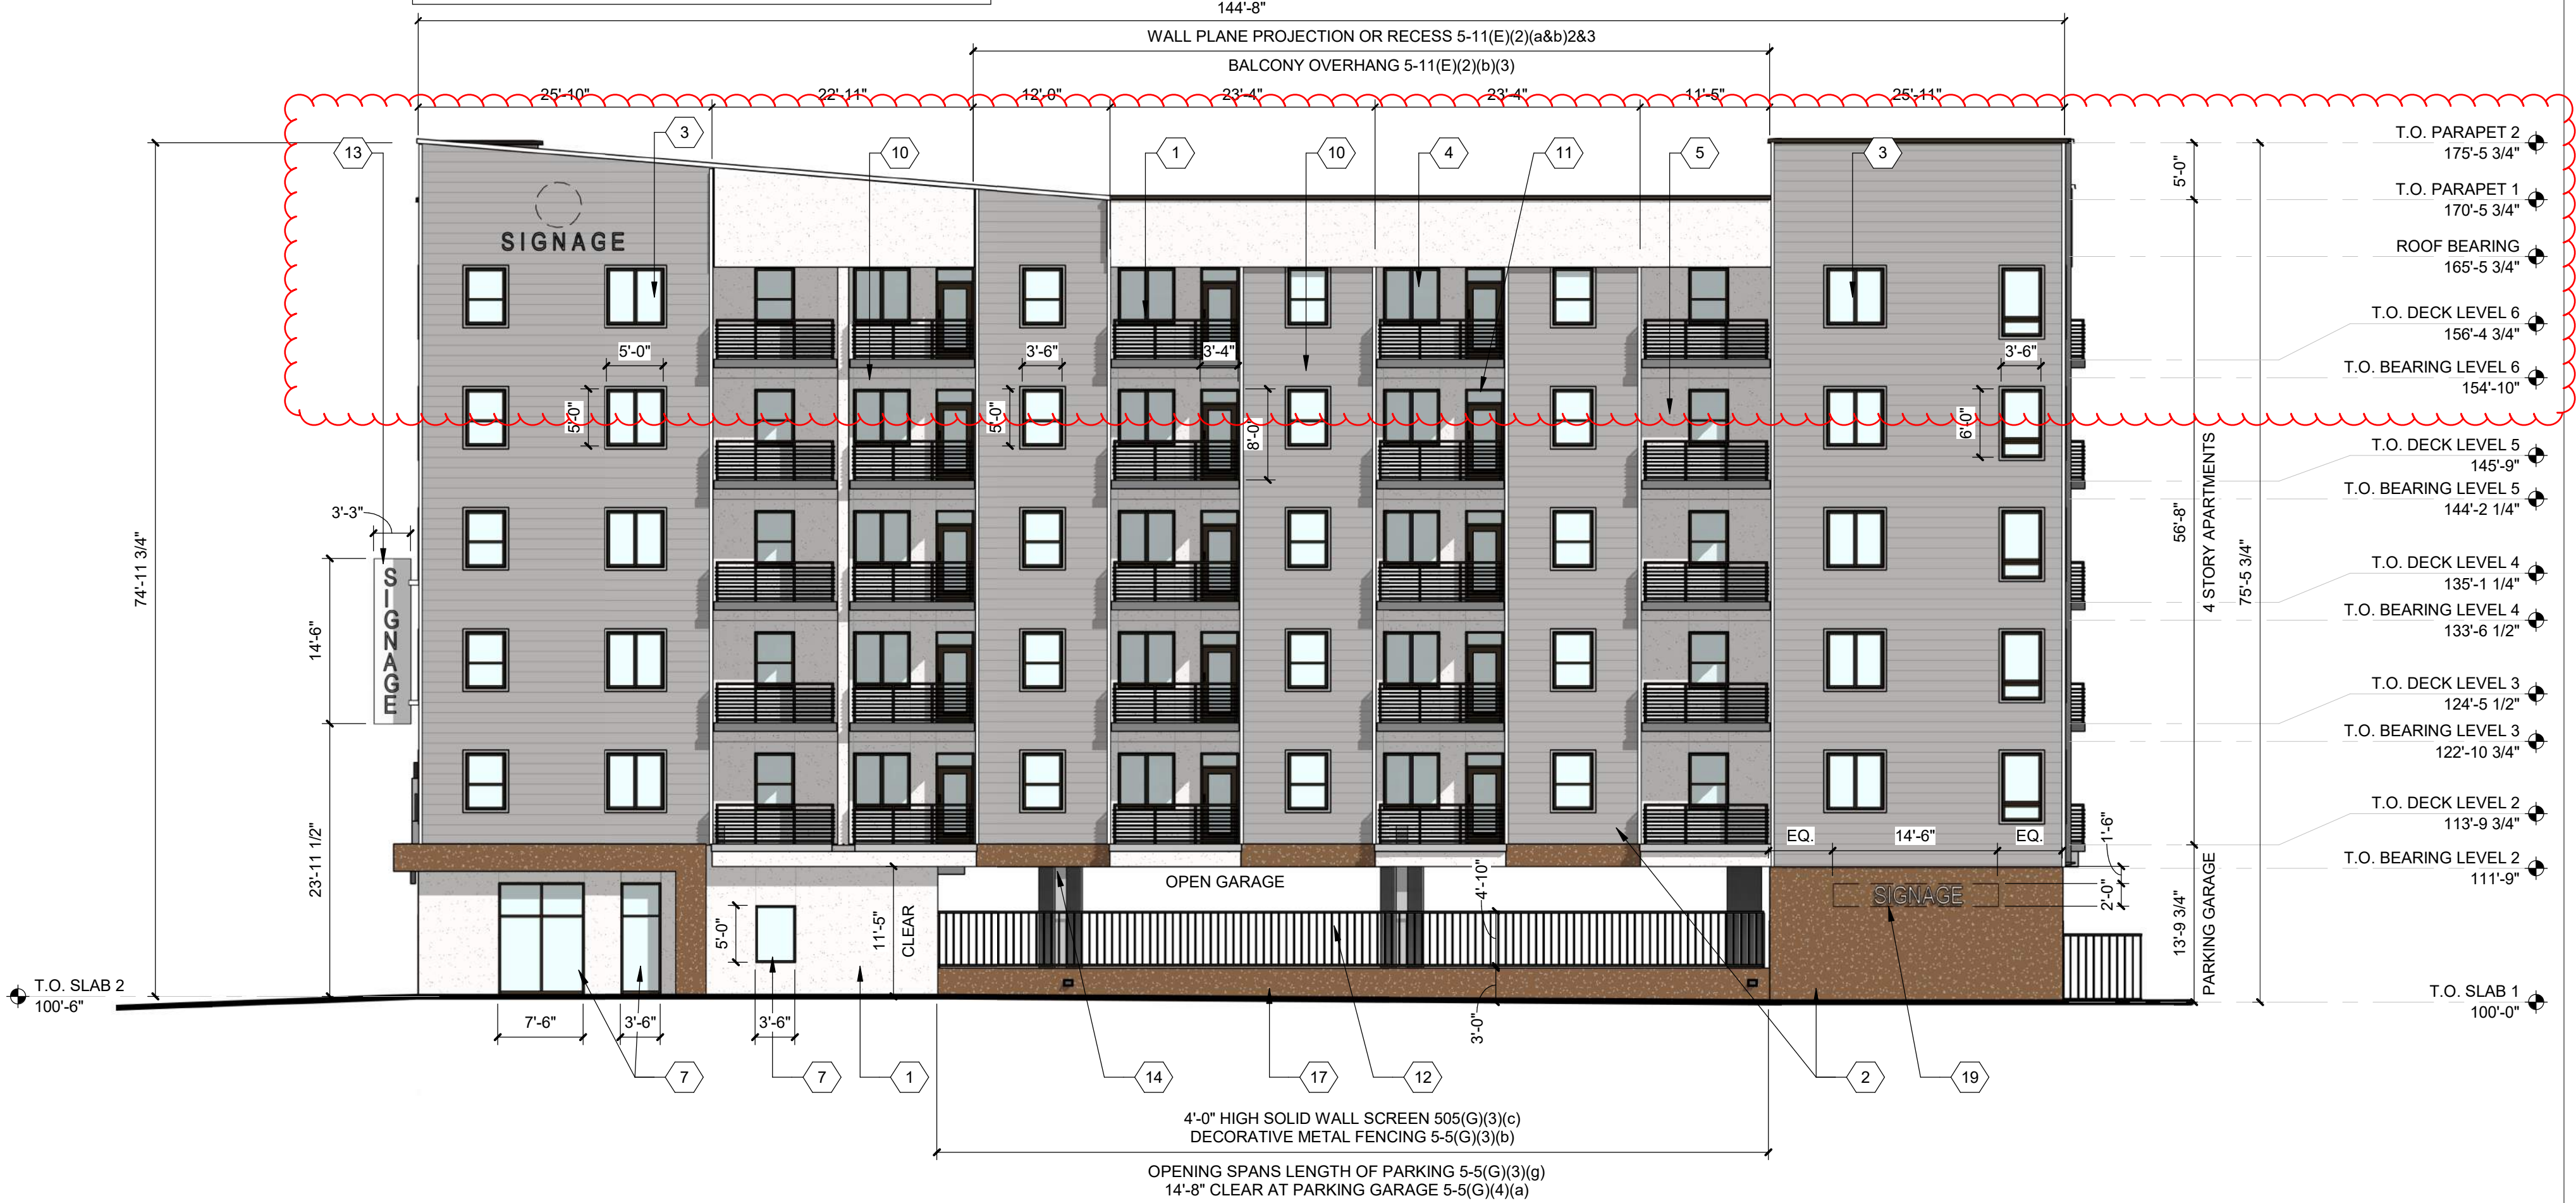 144'-8"
WALL PLANE PROJECTION OR RECESS 5-11(E)(2)(a&b)2&3
BALCONY OVERHANG 5-11(E)(2)(b)(3)
25'-10"
22'-11"
12'-0"
23'-4"
23'-4"
11'-5"
25'-11"
13
3
10
1
10
4
11
5
3
T.O. PARAPET 2
175'-5 3/4"
5'-0"
T.O. PARAPET 1
170'-5 3/4"
ROOF BEARING
165'-5 3/4"
T.O. DECK LEVEL 6
156'-4 3/4"
T.O. BEARING LEVEL 6
154'-10"
T.O. DECK LEVEL 5
145'-9"
T.O. BEARING LEVEL 5
144'-2 1/4"
T.O. DECK LEVEL 4
135'-1 1/4"
T.O. BEARING LEVEL 4
133'-6 1/2"
T.O. DECK LEVEL 3
124'-5 1/2"
T.O. BEARING LEVEL 3
122'-10 3/4"
T.O. DECK LEVEL 2
113'-9 3/4"
T.O. BEARING LEVEL 2
111'-9"
T.O. SLAB 1
100'-0"
SIGNAGE
5'-0"
5'-0"
3'-6"
5'-0"
3'-4"
8'-0"
3'-6"
6'-0"
56'-8"
4 STORY APARTMENTS
75'-5 3/4"
3'-3"
SIGNAGE
74'-11 3/4"
14'-6"
23'-11 1/2"
EQ.
14'-6"
EQ.
1'-6"
2'-0"
SIGNAGE
13'-9 3/4"
PARKING GARAGE
OPEN GARAGE
4'-10"
5'-0"
11'-5"
CLEAR
3'-0"
T.O. SLAB 2
100'-6"
7'-6"
3'-6"
3'-6"
7
7
1
14
17
12
2
19
4'-0" HIGH SOLID WALL SCREEN 505(G)(3)(c)
DECORATIVE METAL FENCING 5-5(G)(3)(b)
OPENING SPANS LENGTH OF PARKING 5-5(G)(3)(g)
14'-8" CLEAR AT PARKING GARAGE 5-5(G)(4)(a)